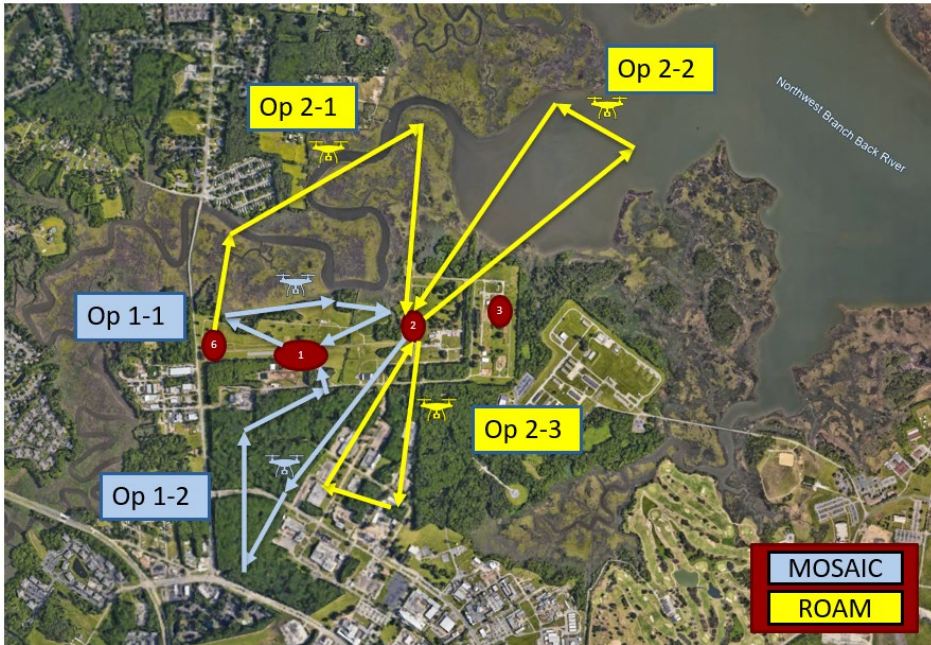 Op 2-2
Op 2-1
Northwest Branch Back River
Op 1-1
6
1
2
3
Op 2-3
Op 1-2
MOSAIC
ROAM